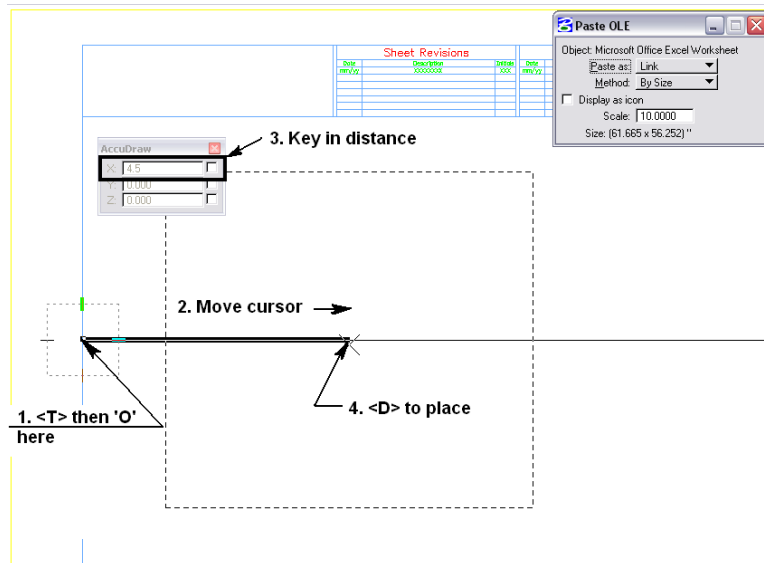 Paste OLE
Object: Microsoft Office Excel Worksheet
Paste as: Link
Method: By Size
Display as icon
Scale: 10.0000
Size: (61.665 x 56.252) "
Sheet Revisions
Date Description Initials Date
mm/yy XXXXXXXX XXX mm/yy
3. Key in distance
AccuDraw
X: 4.5
Y: 0.000
Z: 0.000
2. Move cursor
1. <T> then 'O'
here
4. <D> to place